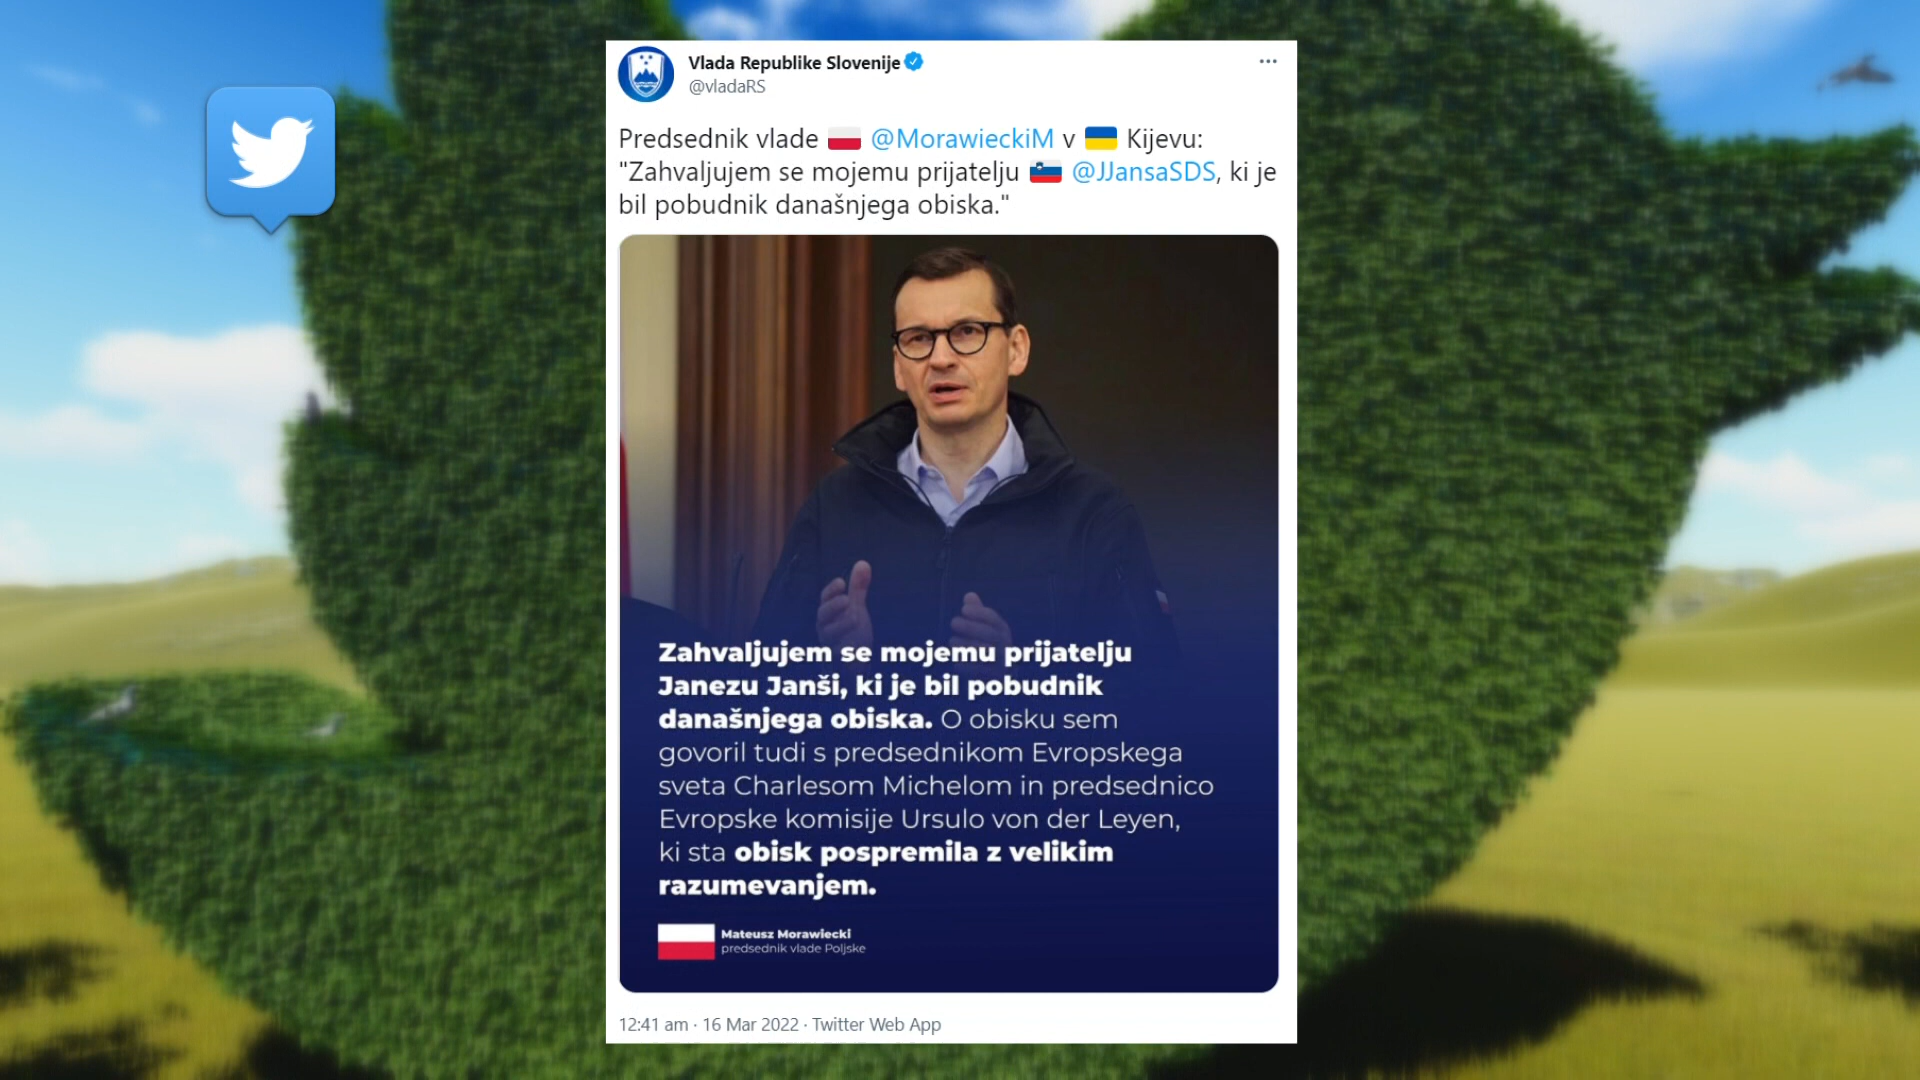 Vlada Republike Slovenije
@vladaRS
Predsednik vlade 🇵🇱 @MorawieckiM v 🇺🇦 Kijevu:
"Zahvaljujem se mojemu prijatelju 🇸🇮 @JJansaSDS, ki je
bil pobudnik današnjega obiska."
Zahvaljujem se mojemu prijatelju
Janezu Janši, ki je bil pobudnik
današnjega obiska. O obisku sem
govoril tudi s predsednikom Evropskega
sveta Charlesom Michelom in predsednico
Evropske komisije Ursulo von der Leyen,
ki sta obisk pospremila z velikim
razumevanjem.
Mateusz Morawiecki
predsednik vlade Poljske
12:41 am · 16 Mar 2022 · Twitter Web App